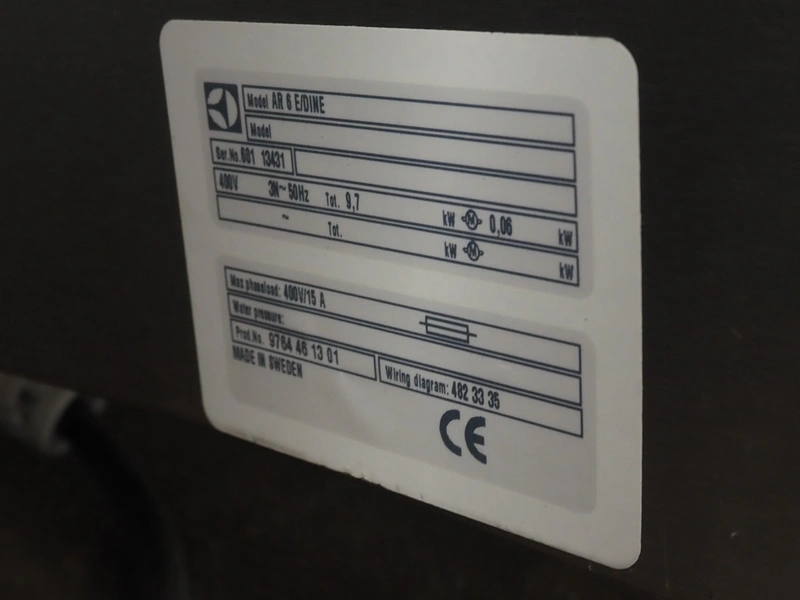 Model AR 6 E/DINE
Model
Ser.No. 601 13431
400V 3N~ 50Hz Tot. 9,7 kW M 0,06 kW
~ Tot. kW M kW
Max phaseload: 400V/15 A
Water pressure:
Prod.No. 9764 46 13 01 Wiring diagram: 482 33 35
MADE IN SWEDEN
CE